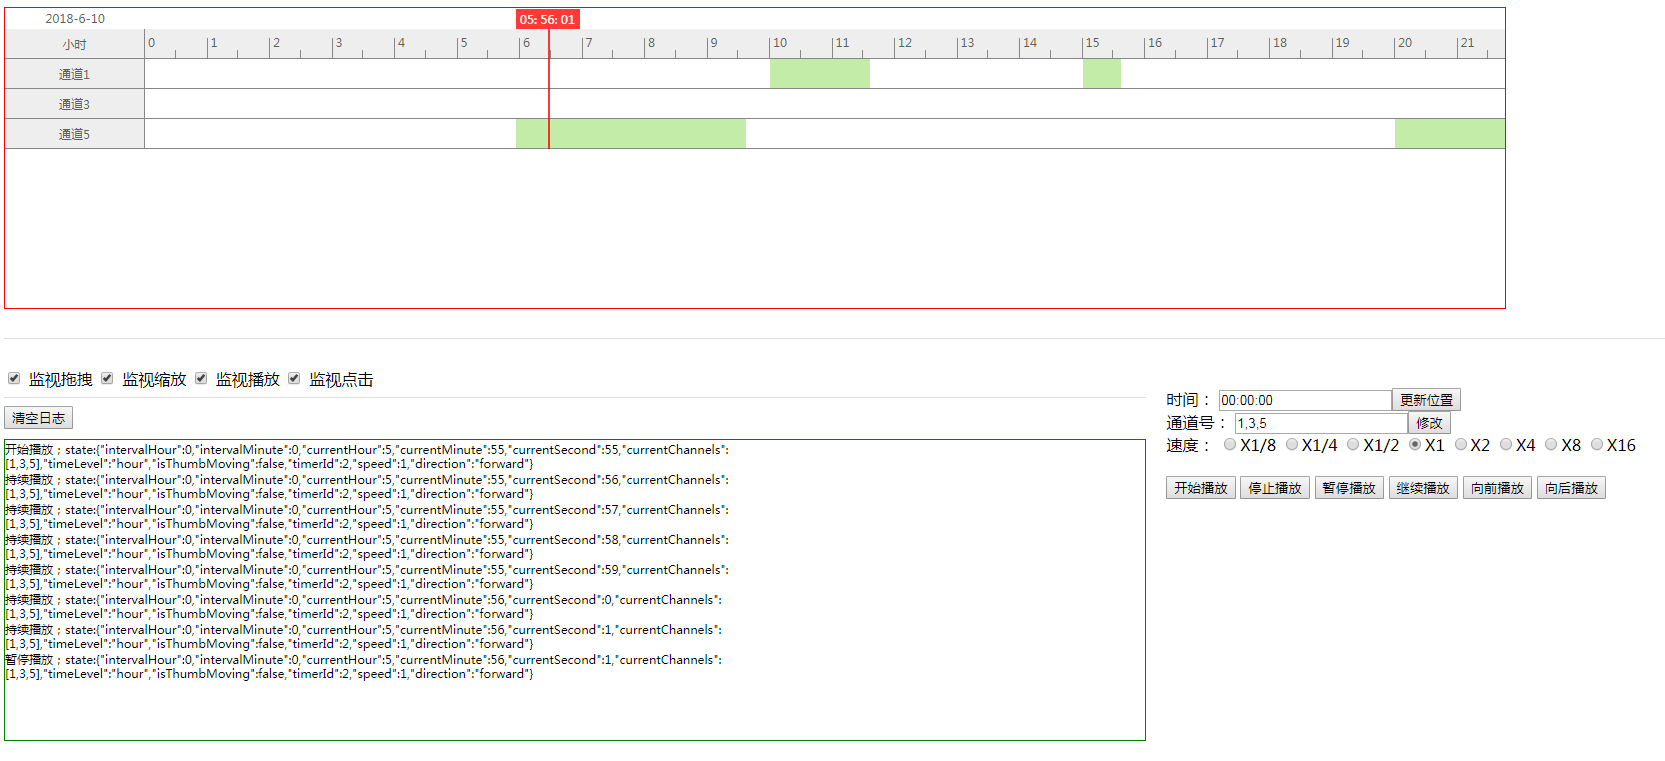 2018-6-10
05: 56: 01
小时 0 1 2 3 4 5 6 7 8 9 10 11 12 13 14 15 16 17 18 19 20 21
通道1
通道3
通道5
监视拖拽 监视缩放 监视播放 监视点击
清空日志
开始播放；state:{"intervalHour":0,"intervalMinute":0,"currentHour":5,"currentMinute":55,"currentSecond":55,"currentChannels":
[1,3,5],"timeLevel":"hour","isThumbMoving":false,"timerId":2,"speed":1,"direction":"forward"}
持续播放；state:{"intervalHour":0,"intervalMinute":0,"currentHour":5,"currentMinute":55,"currentSecond":56,"currentChannels":
[1,3,5],"timeLevel":"hour","isThumbMoving":false,"timerId":2,"speed":1,"direction":"forward"}
持续播放；state:{"intervalHour":0,"intervalMinute":0,"currentHour":5,"currentMinute":55,"currentSecond":57,"currentChannels":
[1,3,5],"timeLevel":"hour","isThumbMoving":false,"timerId":2,"speed":1,"direction":"forward"}
持续播放；state:{"intervalHour":0,"intervalMinute":0,"currentHour":5,"currentMinute":55,"currentSecond":58,"currentChannels":
[1,3,5],"timeLevel":"hour","isThumbMoving":false,"timerId":2,"speed":1,"direction":"forward"}
持续播放；state:{"intervalHour":0,"intervalMinute":0,"currentHour":5,"currentMinute":55,"currentSecond":59,"currentChannels":
[1,3,5],"timeLevel":"hour","isThumbMoving":false,"timerId":2,"speed":1,"direction":"forward"}
持续播放；state:{"intervalHour":0,"intervalMinute":0,"currentHour":5,"currentMinute":56,"currentSecond":0,"currentChannels":
[1,3,5],"timeLevel":"hour","isThumbMoving":false,"timerId":2,"speed":1,"direction":"forward"}
持续播放；state:{"intervalHour":0,"intervalMinute":0,"currentHour":5,"currentMinute":56,"currentSecond":1,"currentChannels":
[1,3,5],"timeLevel":"hour","isThumbMoving":false,"timerId":2,"speed":1,"direction":"forward"}
暂停播放；state:{"intervalHour":0,"intervalMinute":0,"currentHour":5,"currentMinute":56,"currentSecond":1,"currentChannels":
[1,3,5],"timeLevel":"hour","isThumbMoving":false,"timerId":2,"speed":1,"direction":"forward"}
时间： 00:00:00 更新位置
通道号： 1,3,5 修改
速度： X1/8 X1/4 X1/2 X1 X2 X4 X8 X16
开始播放 停止播放 暂停播放 继续播放 向前播放 向后播放